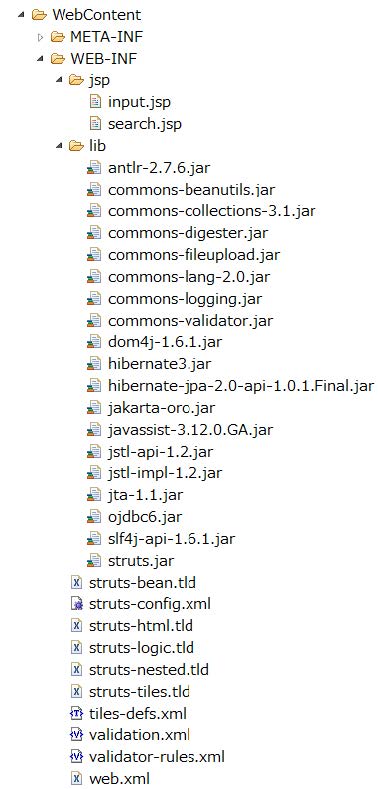 WebContent
META-INF
WEB-INF
jsp
input.jsp
search.jsp
lib
antlr-2.7.6.jar
commons-beanutils.jar
commons-collections-3.1.jar
commons-digester.jar
commons-fileupload.jar
commons-lang-2.0.jar
commons-logging.jar
commons-validator.jar
dom4j-1.6.1.jar
hibernate3.jar
hibernate-jpa-2.0-api-1.0.1.Final.jar
jakarta-oro.jar
javassist-3.12.0.GA.jar
jstl-api-1.2.jar
jstl-impl-1.2.jar
jta-1.1.jar
ojdbc6.jar
slf4j-api-1.6.1.jar
struts.jar
struts-bean.tld
struts-config.xml
struts-html.tld
struts-logic.tld
struts-nested.tld
struts-tiles.tld
tiles-defs.xml
validation.xml
validator-rules.xml
web.xml